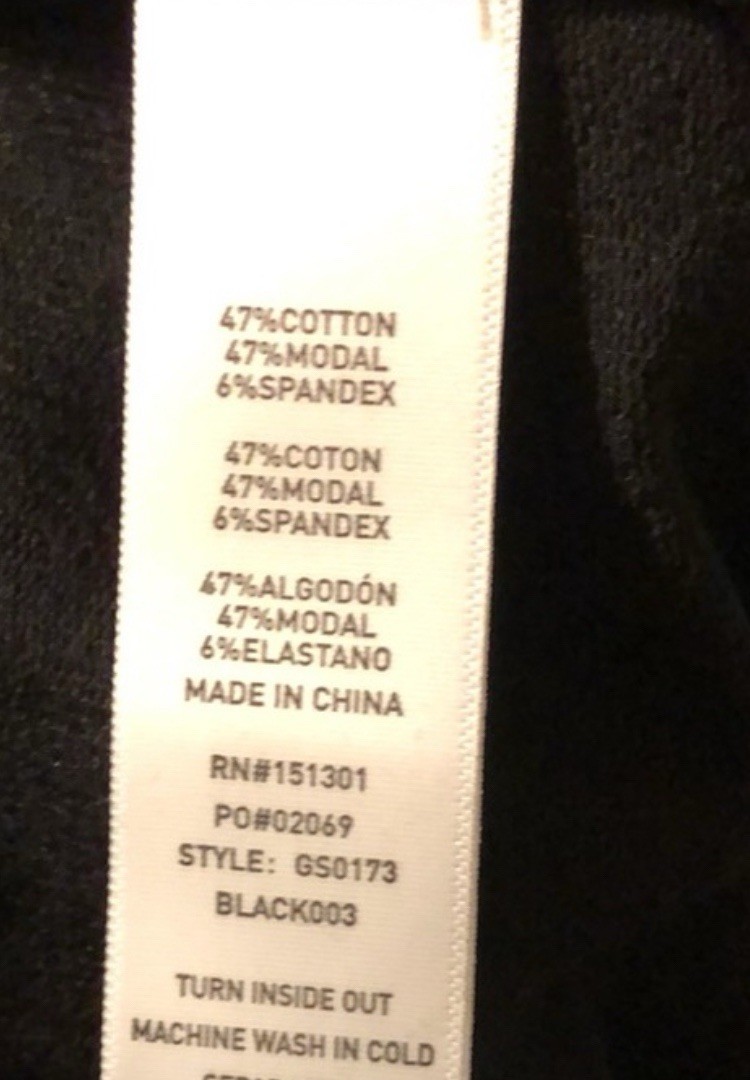 47%COTTON
47%MODAL
6%SPANDEX
47%COTON
47%MODAL
6%SPANDEX
47%ALGODÓN
47%MODAL
6%ELASTANO
MADE IN CHINA
RN#151301
PO#02069
STYLE: GS0173
BLACK003
TURN INSIDE OUT
MACHINE WASH IN COLD